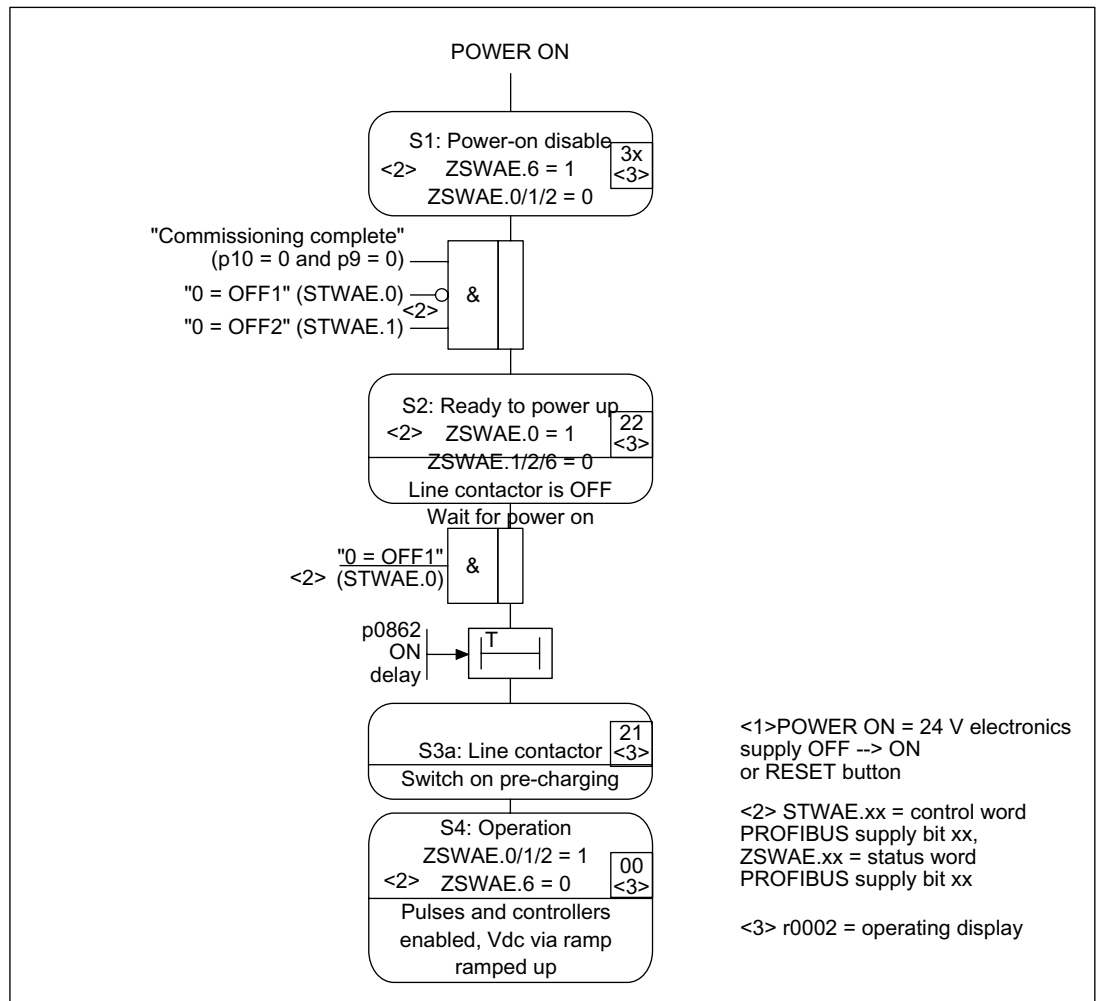 POWER ON
S1: Power-on disable
<2> ZSWAE.6 = 1
ZSWAE.0/1/2 = 0
3x
<3>
"Commissioning complete"
(p10 = 0 and p9 = 0)
"0 = OFF1" (STWAE.0)
<2>
"0 = OFF2" (STWAE.1)
&
S2: Ready to power up
<2> ZSWAE.0 = 1
ZSWAE.1/2/6 = 0
22
<3>
Line contactor is OFF
Wait for power on
"0 = OFF1"
<2> (STWAE.0)
&
p0862
ON
delay
T
S3a: Line contactor
21
<3>
Switch on pre-charging
S4: Operation
ZSWAE.0/1/2 = 1
<2> ZSWAE.6 = 0
00
<3>
Pulses and controllers
enabled, Vdc via ramp
ramped up
<1>POWER ON = 24 V electronics
supply OFF --> ON
or RESET button
<2> STWAE.xx = control word
PROFIBUS supply bit xx,
ZSWAE.xx = status word
PROFIBUS supply bit xx
<3> r0002 = operating display